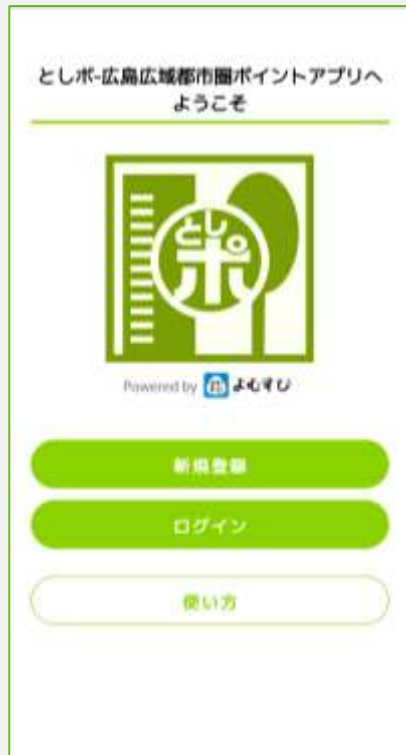 としポ-広島広域都市圏ポイントアプリへ
ようこそ
としポ
Powered by よむすび
新規登録
ログイン
使い方